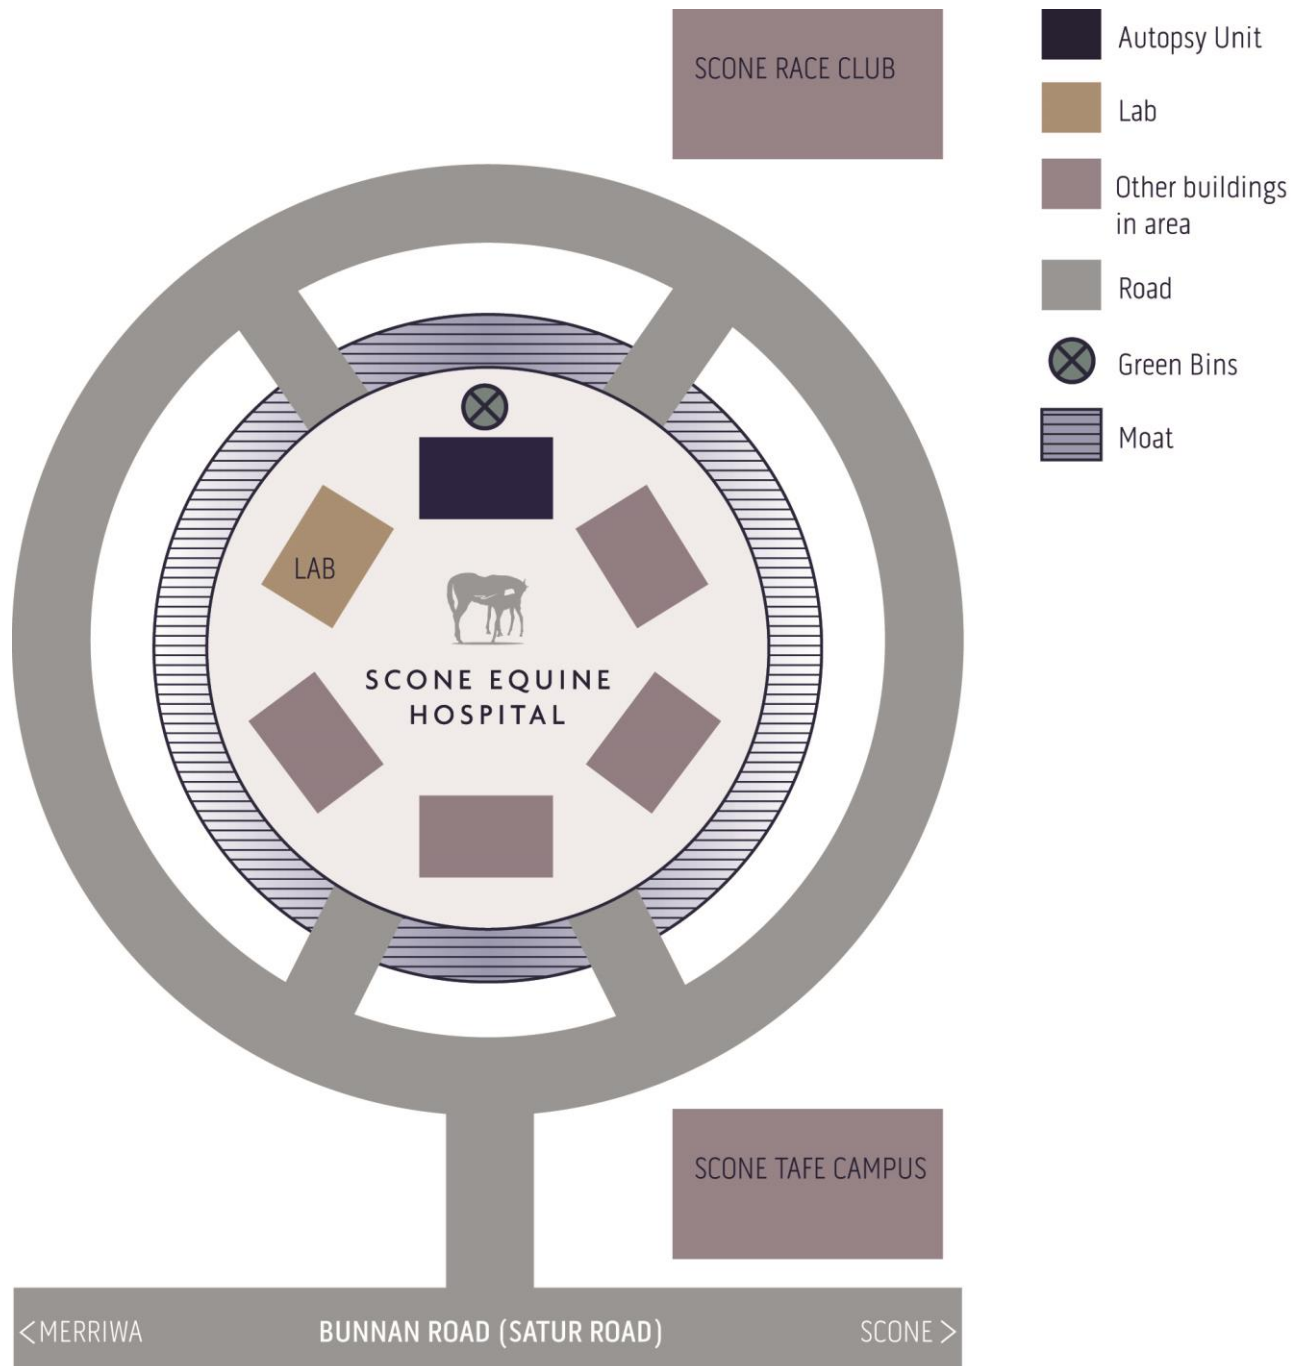 SCONE RACE CLUB
Autopsy Unit
Lab
Other buildings
in area
Road
Green Bins
Moat
LAB
SCONE EQUINE
HOSPITAL
SCONE TAFE CAMPUS
<MERRIWA
BUNNAN ROAD (SATUR ROAD)
SCONE >